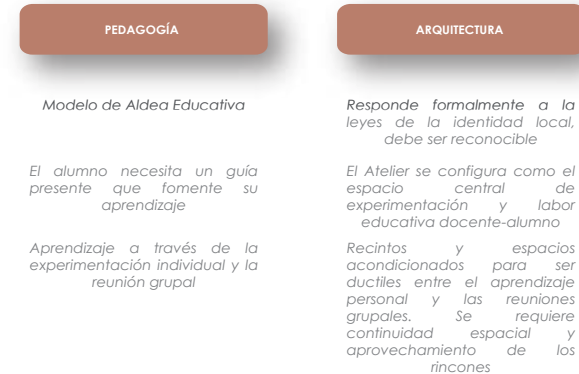 PEDAGOGÍA
ARQUITECTURA
Modelo de Aldea Educativa
Responde formalmente a la
leyes de la identidad local,
debe ser reconocible
El alumno necesita un guía
presente que fomente su
aprendizaje
El Atelier se configura como el
espacio central de
experimentación y labor
educativa docente-alumno
Aprendizaje a través de la
experimentación individual y la
reunión grupal
Recintos y espacios
acondicionados para ser
ductiles entre el aprendizaje
personal y las reuniones
grupales. Se requiere
continuidad espacial y
aprovechamiento de los
rincones